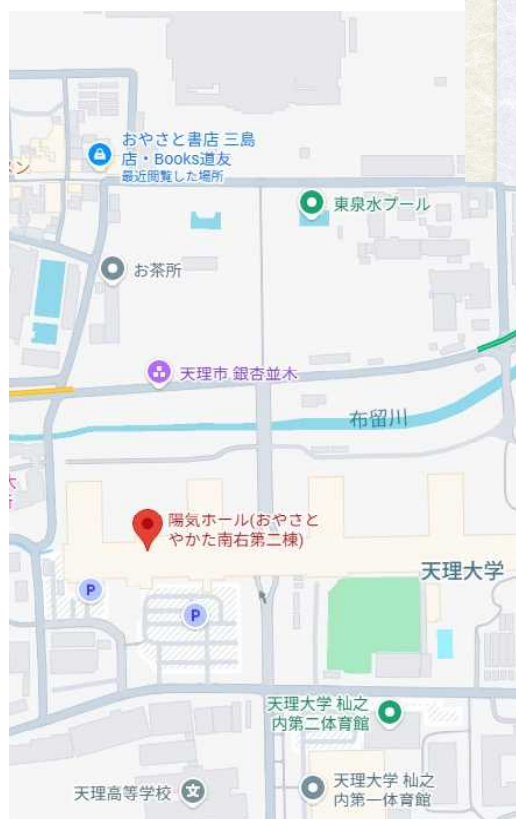 おやさと書店 三島
店・Books道友
最近閲覧した場所
ン
東泉水プール
お茶所
天理市 銀杏並木
布留川
陽気ホール(おやさと
やかた南右第二棟)
天理大学
P
P
天理大学 杣之
内第二体育館
天理高等学校
文
天理大学 杣之
内第一体育館